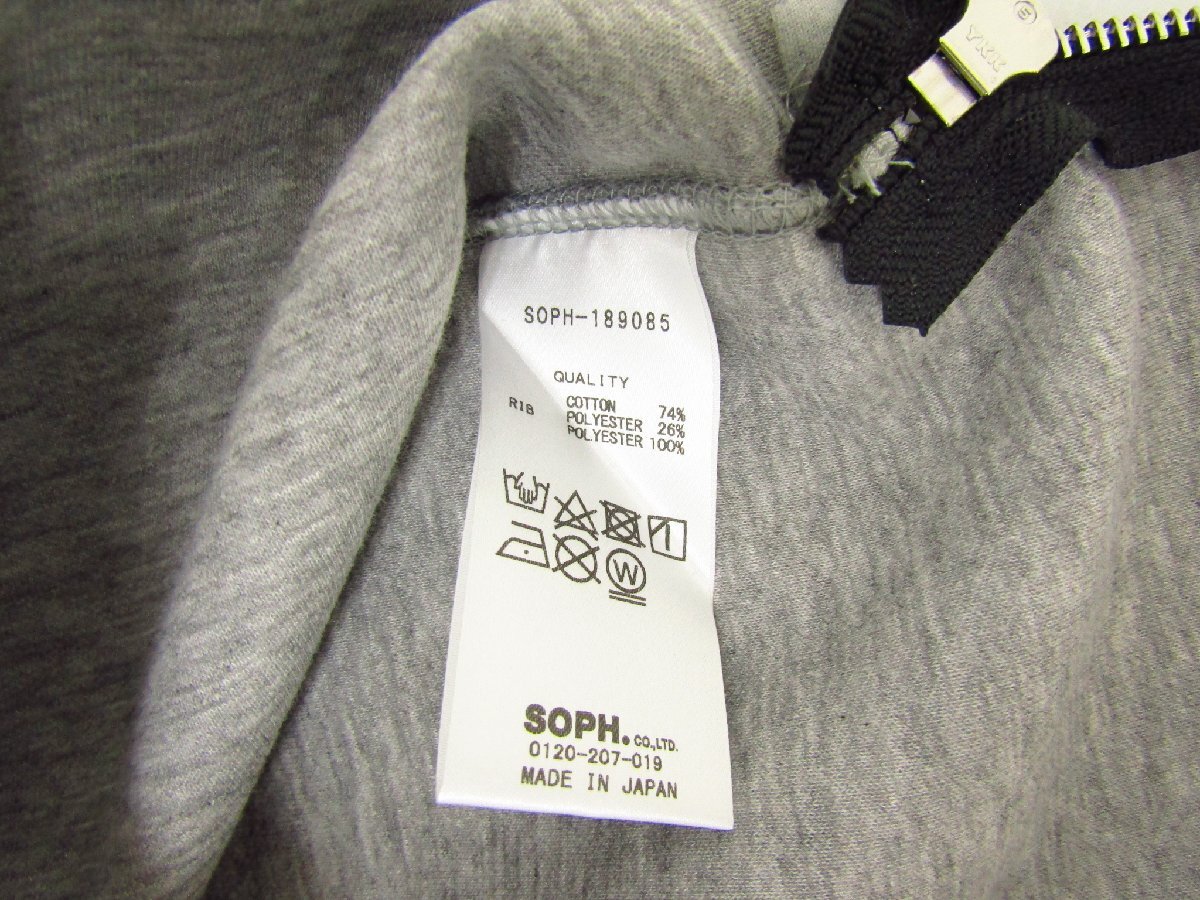 YKK
SOPH-189085
QUALITY
COTTON 74%
RIB POLYESTER 26%
POLYESTER 100%
W
SOPH. CO.,LTD.
0120-207-019
MADE IN JAPAN